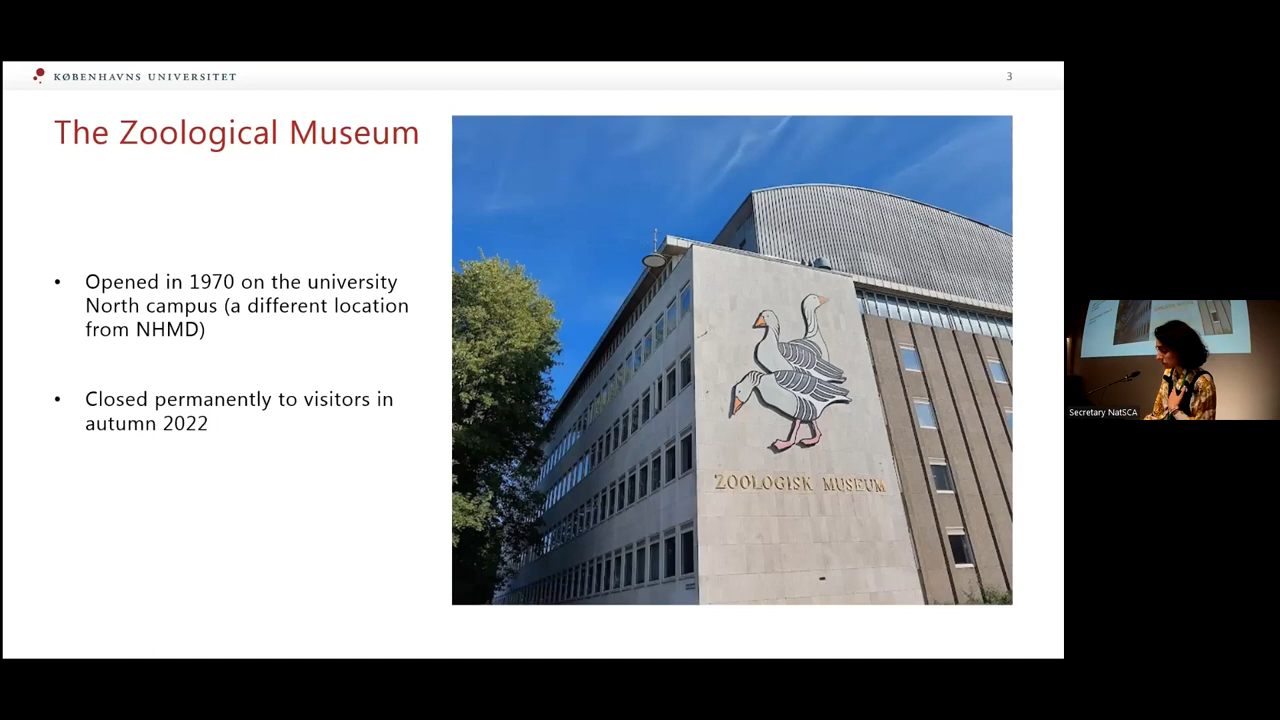 KØBENHAVNS UNIVERSITET
3
The Zoological Museum
• Opened in 1970 on the university
North campus (a different location
from NHMD)
• Closed permanently to visitors in
autumn 2022
ZOOLOGISK MUSEUM
Secretary NatSCA